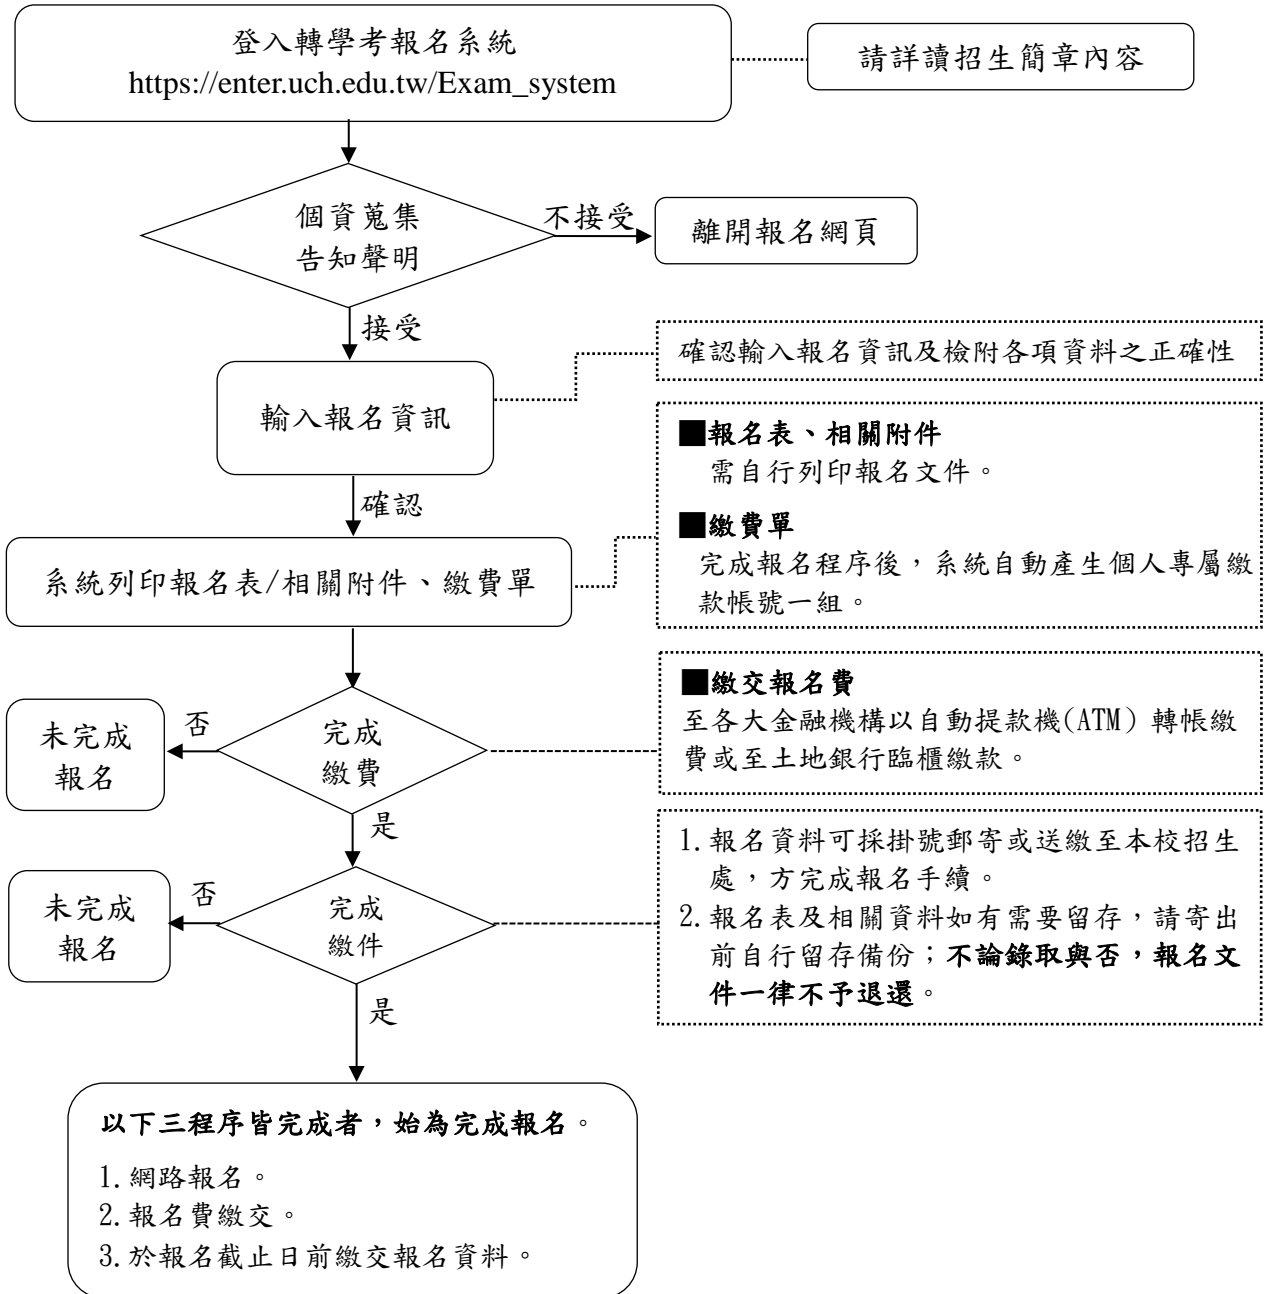 登入轉學考報名系統
https://enter.uch.edu.tw/Exam_system
請詳讀招生簡章內容
個資蒐集
告知聲明
不接受
離開報名網頁
接受
確認輸入報名資訊及檢附各項資料之正確性
輸入報名資訊
■報名表、相關附件
需自行列印報名文件。
確認
■繳費單
完成報名程序後，系統自動產生個人專屬繳
款帳號一組。
系統列印報名表/相關附件、繳費單
■繳交報名費
至各大金融機構以自動提款機(ATM) 轉帳繳
費或至土地銀行臨櫃繳款。
未完成
報名
否
完成
繳費
是
1.報名資料可採掛號郵寄或送繳至本校招生
處，方完成報名手續。
2.報名表及相關資料如有需要留存，請寄出
前自行留存備份；不論錄取與否，報名文
件一律不予退還。
未完成
報名
否
完成
繳件
是
以下三程序皆完成者，始為完成報名。
1.網路報名。
2.報名費繳交。
3.於報名截止日前繳交報名資料。